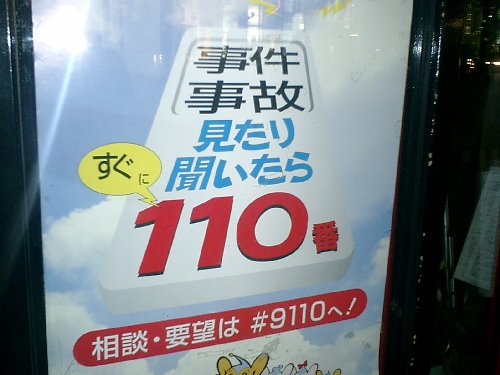 事件
事故
見たり
聞いたら
すぐに
110番
相談・要望は #9110へ!